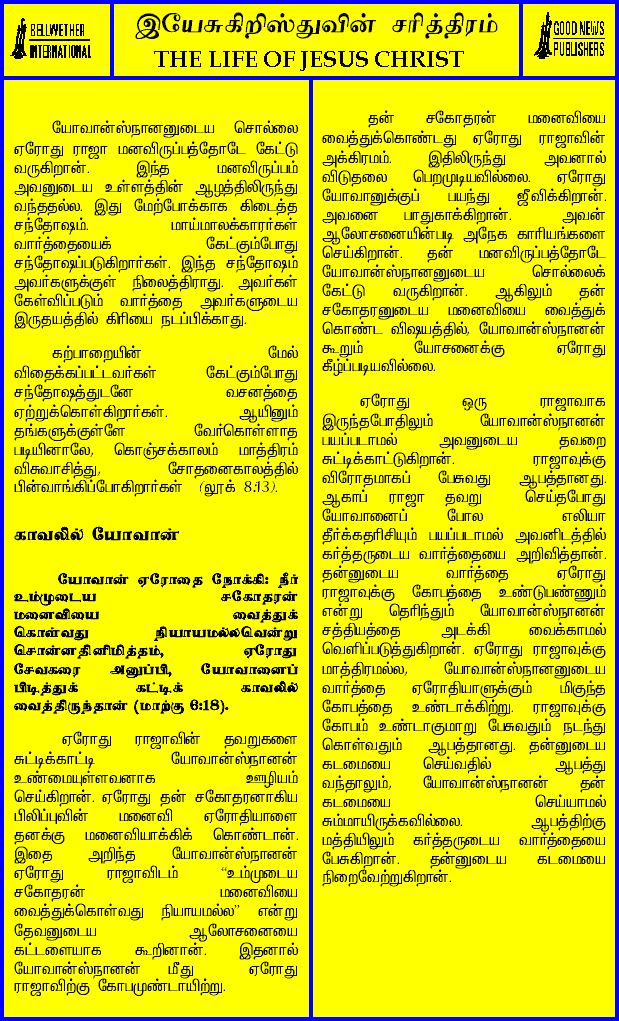 BELLWETHER
INTERNATIONAL
இயேசுகிறிஸ்துவின் சரித்திரம்
THE LIFE OF JESUS CHRIST
GOOD NEWS
PUBLISHERS
யோவான்ஸ்நானனுடைய சொல்லை
ஏரோது ராஜா மனவிருப்பத்தோடே கேட்டு
வருகிறான். இந்த மனவிருப்பம்
அவனுடைய உள்ளத்தின் ஆழத்திலிருந்து
வந்ததல்ல. இது மேற்போக்காக கிடைத்த
சந்தோஷம். மாய்மாலக்காரர்கள்
வார்த்தையைக் கேட்கும்போது
சந்தோஷப்படுகிறார்கள். இந்த சந்தோஷம்
அவர்களுக்குள் நிலைத்திராது. அவர்கள்
கேள்விப்படும் வார்த்தை அவர்களுடைய
இருதயத்தில் கிரியை நடப்பிக்காது.
கற்பாறையின் மேல்
விதைக்கப்பட்டவர்கள் கேட்கும்போது
சந்தோஷத்துடனே வசனத்தை
ஏற்றுக்கொள்கிறார்கள். ஆயினும்
தங்களுக்குள்ளே வேர்கொள்ளாத
படியினாலே, கொஞ்சக்காலம் மாத்திரம்
விசுவாசித்து, சோதனைகாலத்தில்
பின்வாங்கிப்போகிறார்கள் (லூக் 8:13).
காவலில் யோவான்
யோவான் ஏரோதை நோக்கி: நீர்
உம்முடைய சகோதரன்
மனைவியை வைத்துக்
கொள்வது நியாயமல்லவென்று
சொன்னதினிமித்தம், ஏரோது
சேவகரை அனுப்பி, யோவானைப்
பிடித்துக் கட்டிக் காவலில்
வைத்திருந்தான் (மாற்கு 6:18).
ஏரோது ராஜாவின் தவறுகளை
சுட்டிக்காட்டி யோவான்ஸ்நானன்
உண்மையுள்ளவனாக ஊழியம்
செய்கிறான். ஏரோது தன் சகோதரனாகிய
பிலிப்புவின் மனைவி ஏரோதியாளை
தனக்கு மனைவியாக்கிக் கொண்டான்.
இதை அறிந்த யோவான்ஸ்நானன்
ஏரோது ராஜாவிடம் “உம்முடைய
சகோதரன் மனைவியை
வைத்துக்கொள்வது நியாயமல்ல” என்று
தேவனுடைய ஆலோசனையை
கட்டளையாக கூறினான். இதனால்
யோவான்ஸ்நானன் மீது ஏரோது
ராஜாவிற்கு கோபமுண்டாயிற்று.
தன் சகோதரன் மனைவியை
வைத்துக்கொண்டது ஏரோது ராஜாவின்
அக்கிரமம். இதிலிருந்து அவனால்
விடுதலை பெறமுடியவில்லை. ஏரோது
யோவானுக்குப் பயந்து ஜீவிக்கிறான்.
அவனை பாதுகாக்கிறான். அவன்
ஆலோசனையின்படி அநேக காரியங்களை
செய்கிறான். தன் மனவிருப்பத்தோடே
யோவான்ஸ்நானனுடைய சொல்லைக்
கேட்டு வருகிறான். ஆகிலும் தன்
சகோதரனுடைய மனைவியை வைத்துக்
கொண்ட விஷயத்தில், யோவான்ஸ்நானன்
கூறும் யோசனைக்கு ஏரோது
கீழ்ப்படியவில்லை.
ஏரோது ஒரு ராஜாவாக
இருந்தபோதிலும் யோவான்ஸ்நானன்
பயப்படாமல் அவனுடைய தவறை
சுட்டிக்காட்டுகிறான். ராஜாவுக்கு
விரோதமாகப் பேசுவது ஆபத்தானது.
ஆகாப் ராஜா தவறு செய்தபோது
யோவானைப் போல எலியா
தீர்க்கதரிசியும் பயப்படாமல் அவனிடத்தில்
கர்த்தருடைய வார்த்தையை அறிவித்தான்.
தன்னுடைய வார்த்தை ஏரோது
ராஜாவுக்கு கோபத்தை உண்டுபண்ணும்
என்று தெரிந்தும் யோவான்ஸ்நானன்
சத்தியத்தை அடக்கி வைக்காமல்
வெளிப்படுத்துகிறான். ஏரோது ராஜாவுக்கு
மாத்திரமல்ல, யோவான்ஸ்நானனுடைய
வார்த்தை ஏரோதியாளுக்கும் மிகுந்த
கோபத்தை உண்டாக்கிற்று. ராஜாவுக்கு
கோபம் உண்டாகுமாறு பேசுவதும் நடந்து
கொள்வதும் ஆபத்தானது. தன்னுடைய
கடமையை செய்வதில் ஆபத்து
வந்தாலும், யோவான்ஸ்நானன் தன்
கடமையை செய்யாமல்
சும்மாயிருக்கவில்லை. ஆபத்திற்கு
மத்தியிலும் கர்த்தருடைய வார்த்தையை
பேசுகிறான். தன்னுடைய கடமையை
நிறைவேற்றுகிறான்.